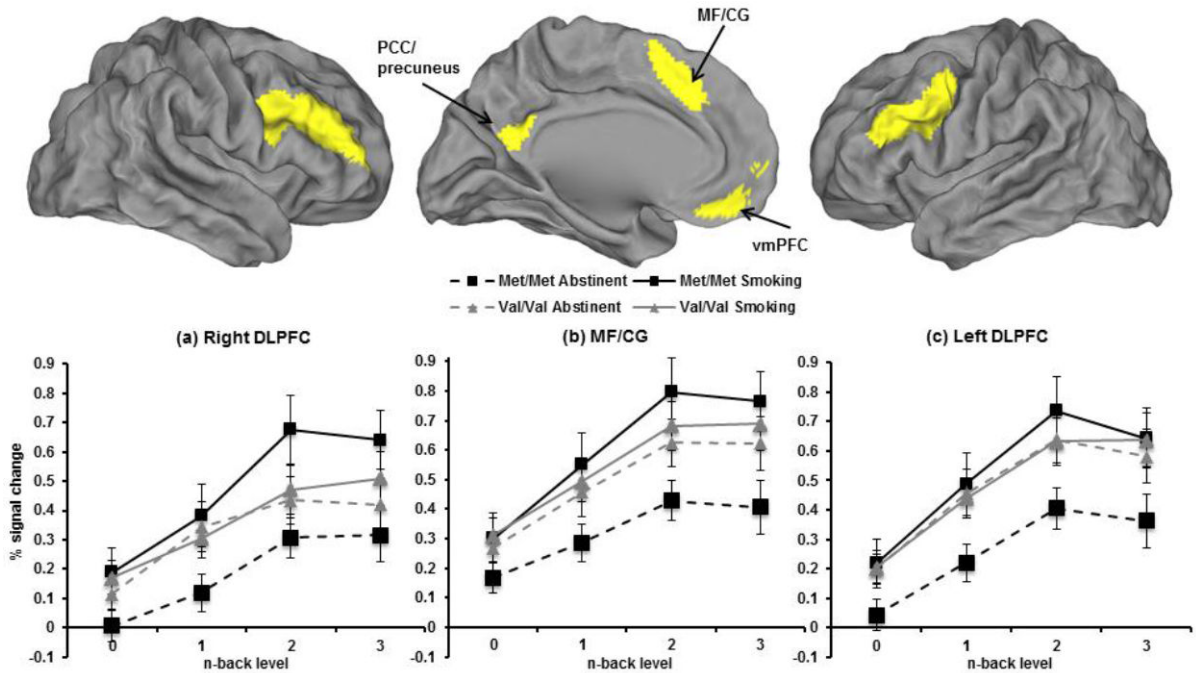 MF/CG
PCC/
precuneus
vmPFC
Met/Met Abstinent
Met/Met Smoking
Val/Val Abstinent
Val/Val Smoking
(a) Right DLPFC
(b) MF/CG
(c) Left DLPFC
% signal change
0.9
0.8
0.7
0.6
0.5
0.4
0.3
0.2
0.1
0
-0.1
0 1 2 3
n-back level
0.9
0.8
0.7
0.6
0.5
0.4
0.3
0.2
0.1
0
-0.1
0 1 2 3
n-back level
0.9
0.8
0.7
0.6
0.5
0.4
0.3
0.2
0.1
0
-0.1
0 1 2 3
n-back level